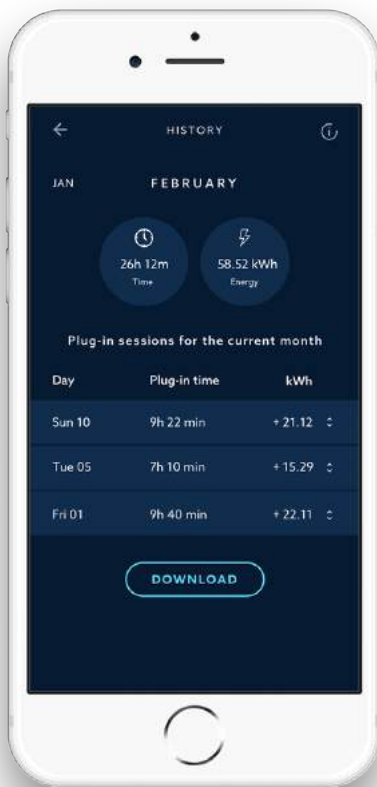 HISTORY
JAN FEBRUARY
26h 12m
Time
58.52 kWh
Energy
Plug-in sessions for the current month
Day Plug-in time kWh
Sun 10 9h 22 min + 21.12
Tue 05 7h 10 min + 15.29
Fri 01 9h 40 min + 22.11
DOWNLOAD